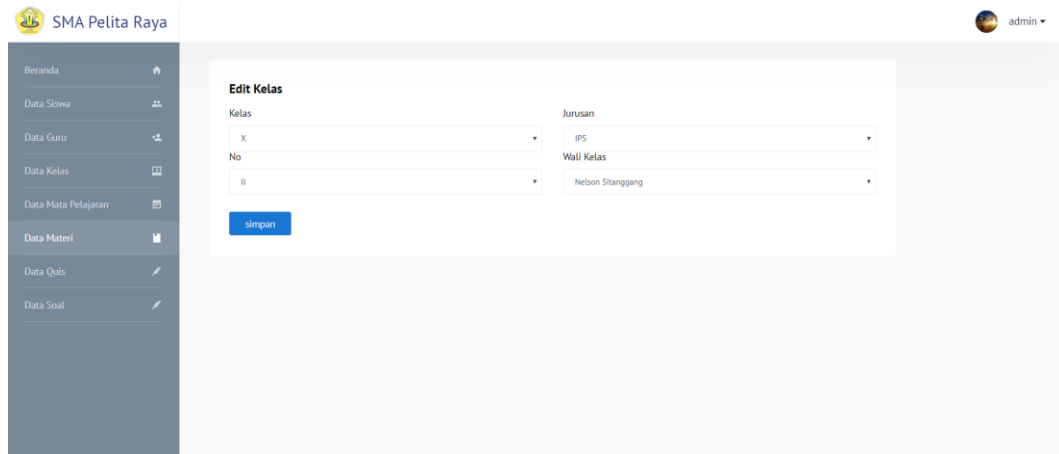 SMA Pelita Raya
admin
Beranda
Data Siswa
Data Guru
Data Kelas
Data Mata Pelajaran
Data Materi
Data Quis
Data Soal
Edit Kelas
Kelas
Jurusan
X
IPS
No
Wali Kelas
II
Nelson Sitanggang
simpan